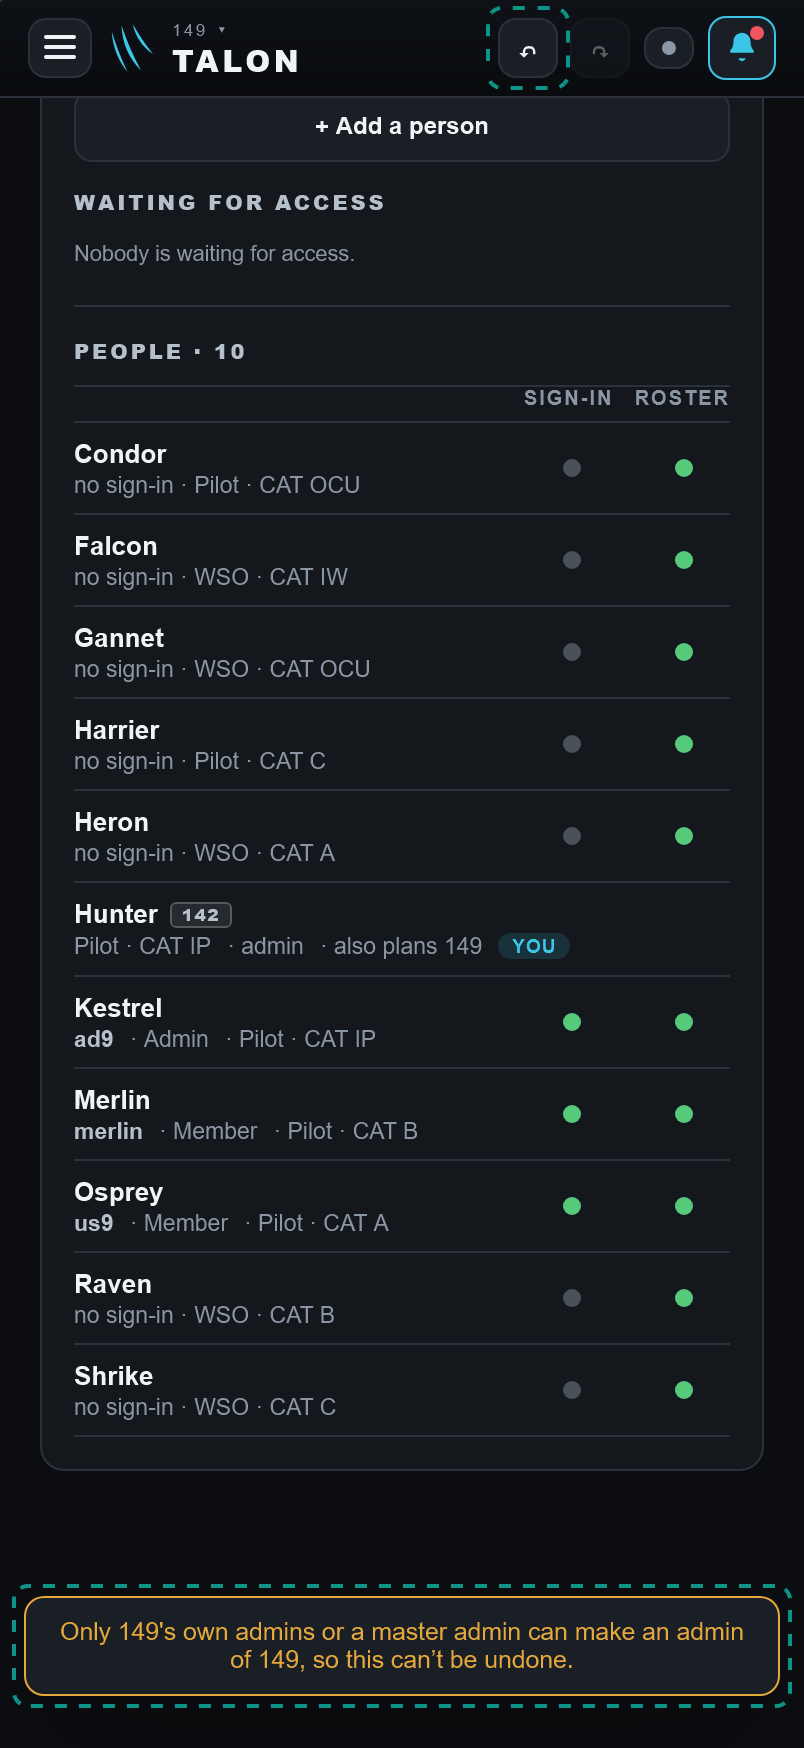 149 ▾
TALON
+ Add a person
WAITING FOR ACCESS
Nobody is waiting for access.
PEOPLE · 10
SIGN-IN ROSTER
Condor
no sign-in · Pilot · CAT OCU
Falcon
no sign-in · WSO · CAT IW
Gannet
no sign-in · WSO · CAT OCU
Harrier
no sign-in · Pilot · CAT C
Heron
no sign-in · WSO · CAT A
Hunter 142
Pilot · CAT IP · admin · also plans 149 YOU
Kestrel
ad9 · Admin · Pilot · CAT IP
Merlin
merlin · Member · Pilot · CAT B
Osprey
us9 · Member · Pilot · CAT A
Raven
no sign-in · WSO · CAT B
Shrike
no sign-in · WSO · CAT C
Only 149's own admins or a master admin can make an admin
of 149, so this can’t be undone.